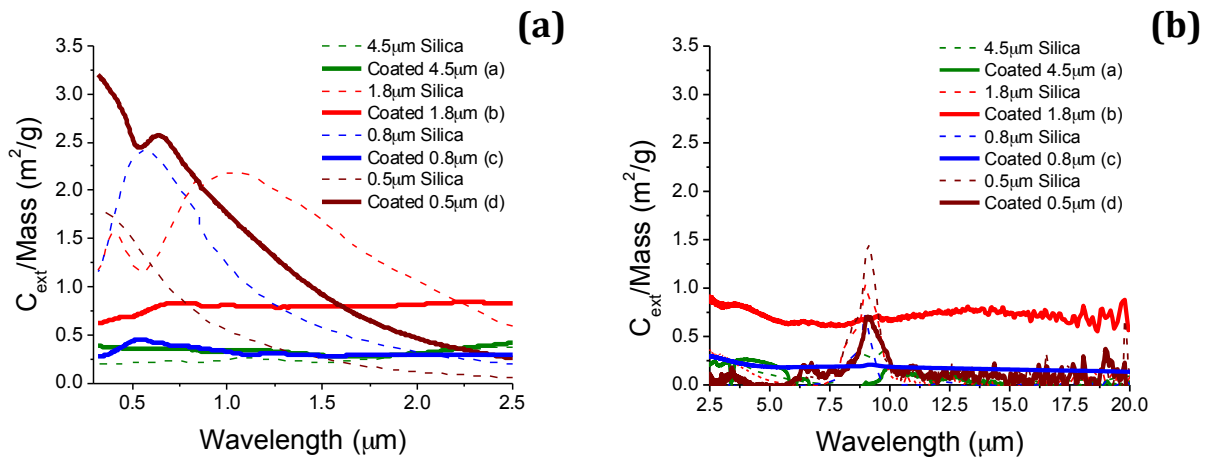 (a)
3.5
3.0
2.5
2.0
1.5
1.0
0.5
0.0
C_ext/Mass (m²/g)
4.5μm Silica
Coated 4.5μm (a)
1.8μm Silica
Coated 1.8μm (b)
0.8μm Silica
Coated 0.8μm (c)
0.5μm Silica
Coated 0.5μm (d)
0.5 1.0 1.5 2.0 2.5
Wavelength (μm)
(b)
3.5
3.0
2.5
2.0
1.5
1.0
0.5
0.0
C_ext/Mass (m²/g)
4.5μm Silica
Coated 4.5μm (a)
1.8μm Silica
Coated 1.8μm (b)
0.8μm Silica
Coated 0.8μm (c)
0.5μm Silica
Coated 0.5μm (d)
2.5 5.0 7.5 10.0 12.5 15.0 17.5 20.0
Wavelength (μm)